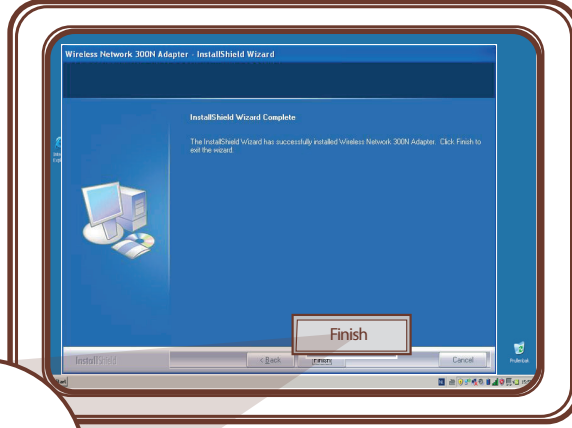 Wireless Network 300N Adapter - InstallShield Wizard
InstallShield Wizard Complete
The InstallShield Wizard has successfully installed Wireless Network 300N Adapter. Click Finish to
exit the wizard.
Finish
InstallShield
< Back
Finish
Cancel